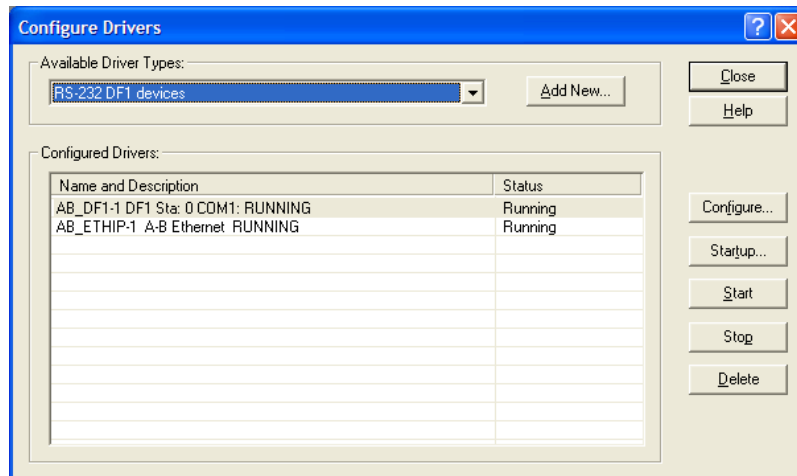 Configure Drivers
Available Driver Types:
RS-232 DF1 devices
Add New...
Close
Help
Configured Drivers:
Name and Description Status
AB_DF1-1 DF1 Sta: 0 COM1: RUNNING Running
AB_ETHIP-1 A-B Ethernet RUNNING Running
Configure...
Startup...
Start
Stop
Delete